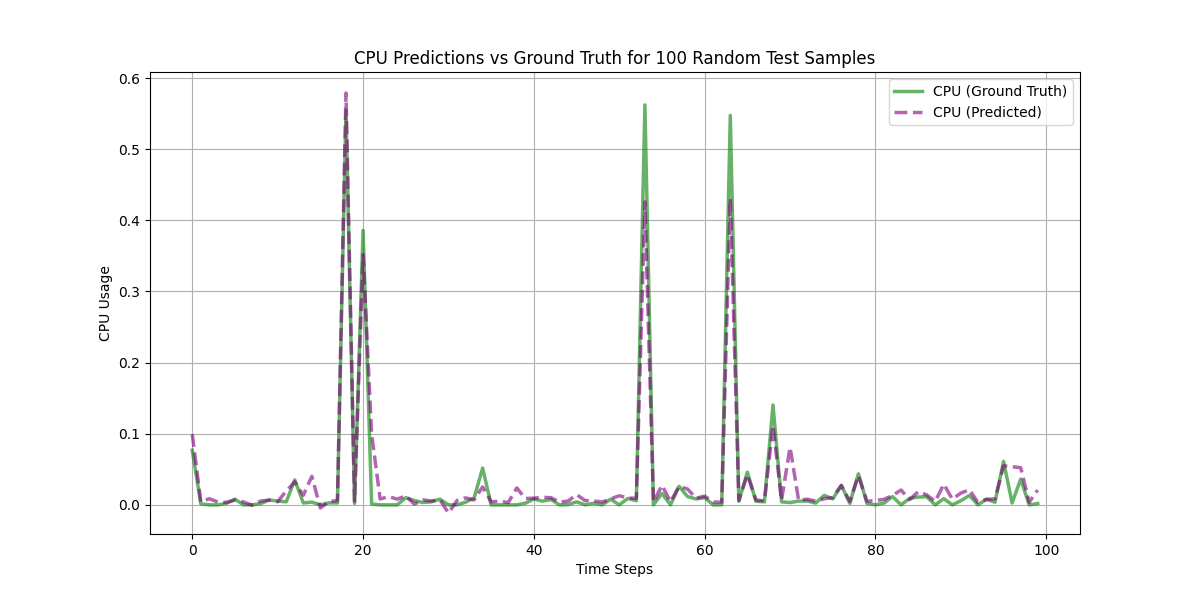 CPU Predictions vs Ground Truth for 100 Random Test Samples
CPU (Ground Truth)
CPU (Predicted)
CPU Usage
0.6
0.5
0.4
0.3
0.2
0.1
0.0
0 20 40 60 80 100
Time Steps